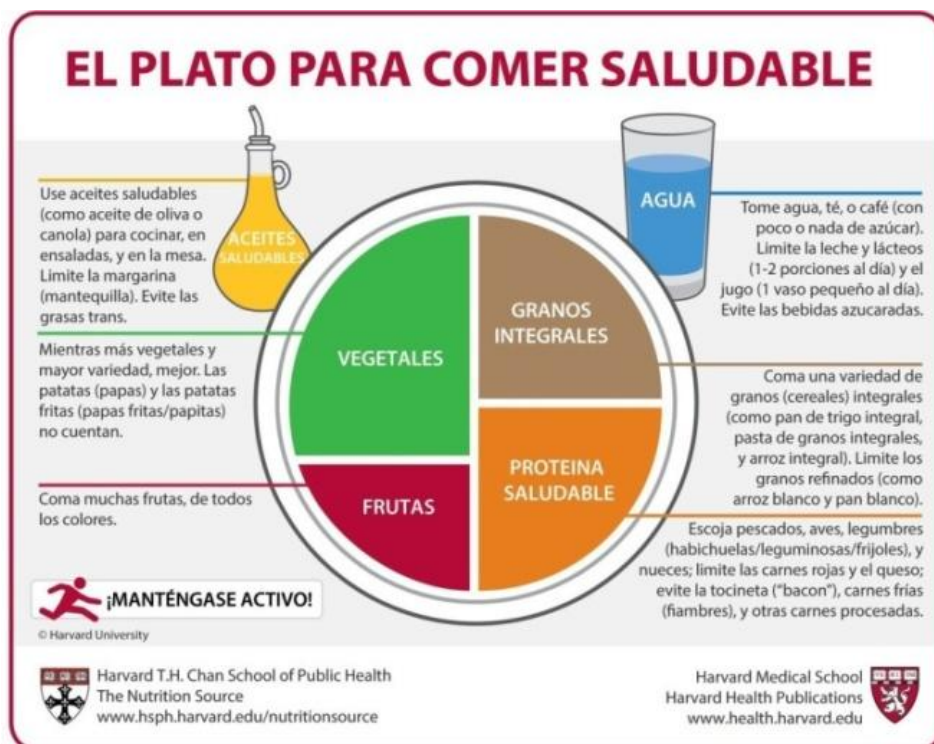 EL PLATO PARA COMER SALUDABLE
Use aceites saludables
(como aceite de oliva o
canola) para cocinar, en
ensaladas, y en la mesa.
Limite la margarina
(mantequilla). Evite las
grasas trans.
ACEITES
SALUDABLES
AGUA
Tome agua, té, o café (con
poco o nada de azúcar).
Limite la leche y lácteos
(1-2 porciones al día) y el
jugo (1 vaso pequeño al día).
Evite las bebidas azucaradas.
Mientras más vegetales y
mayor variedad, mejor. Las
patatas (papas) y las patatas
fritas (papas fritas/papitas)
no cuentan.
VEGETALES
GRANOS
INTEGRALES
Coma una variedad de
granos (cereales) integrales
(como pan de trigo integral,
pasta de granos integrales,
y arroz integral). Limite los
granos refinados (como
arroz blanco y pan blanco).
Coma muchas frutas, de todos
los colores.
FRUTAS
PROTEINA
SALUDABLE
Escoja pescados, aves, legumbres
(habichuelas/leguminosas/frijoles), y
nueces; limite las carnes rojas y el queso;
evite la tocineta ("bacon"), carnes frías
(fiambres), y otras carnes procesadas.
¡MANTÉNGASE ACTIVO!
© Harvard University
Harvard T.H. Chan School of Public Health
The Nutrition Source
www.hsph.harvard.edu/nutritionsource
Harvard Medical School
Harvard Health Publications
www.health.harvard.edu